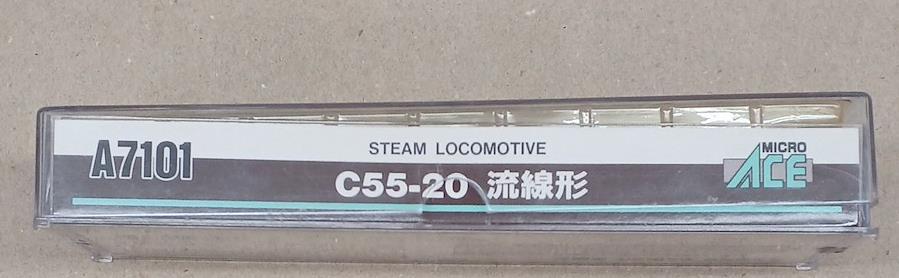 A7101
STEAM LOCOMOTIVE
C55-20 流線形
MICRO
ACE